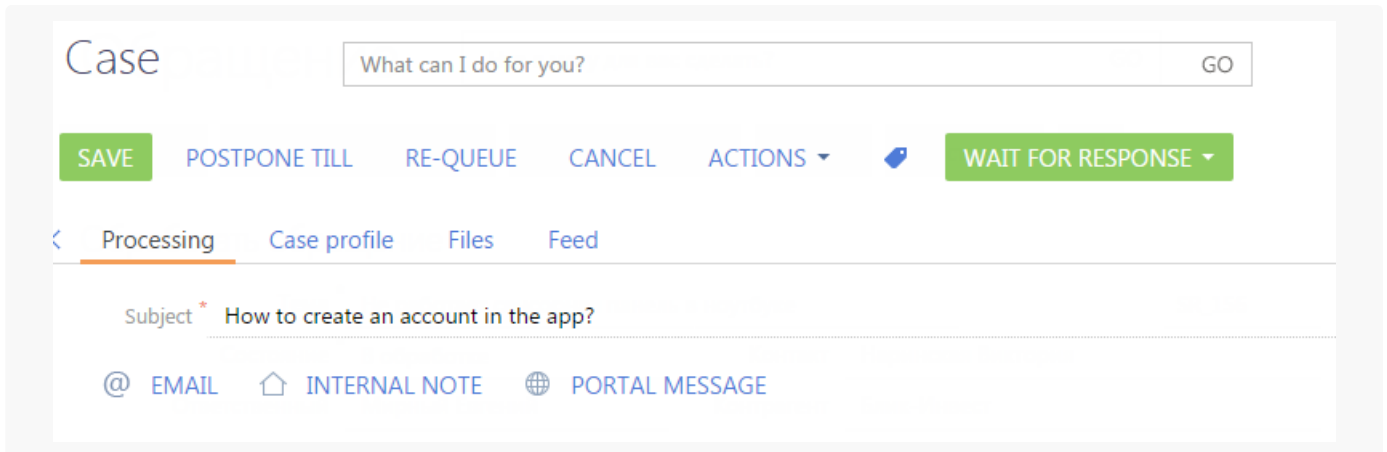 Case What can I do for you? GO
SAVE POSTPONE TILL RE-QUEUE CANCEL ACTIONS WAIT FOR RESPONSE
Processing Case profile Files Feed
Subject * How to create an account in the app?
@ EMAIL INTERNAL NOTE PORTAL MESSAGE